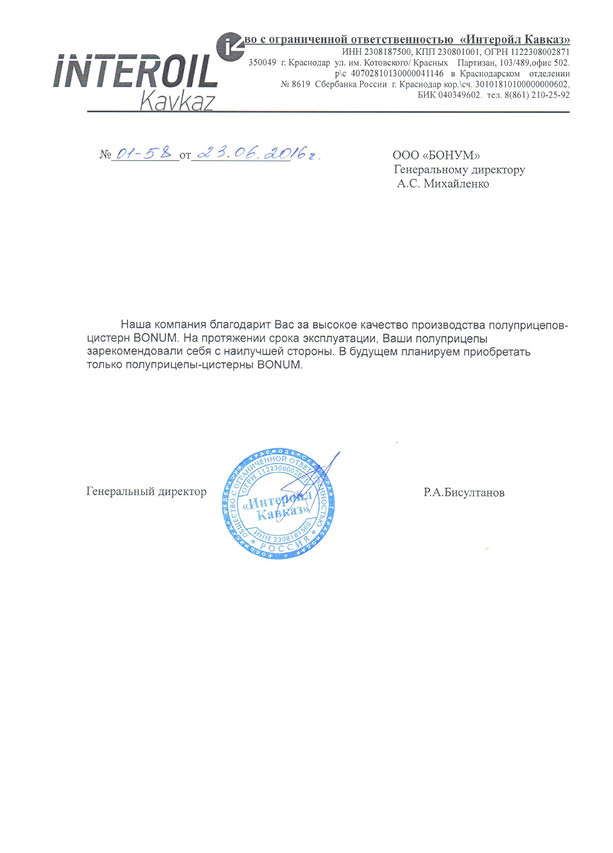 INTEROIL
Kavkaz
i2
во с ограниченной ответственностью «Интеройл Кавказ»
ИНН 2308187500, КПП 230801001, ОГРН 1122308002871
350049 г. Краснодар ул. им. Котовского/ Красных Партизан, 103/489,офис 502.
р\с 40702810130000041146 в Краснодарском отделении
№ 8619 Сбербанка России г. Краснодар кор.\сч. 30101810100000000602,
БИК 040349602. тел. 8(861) 210-25-92
№ 01-58 от 23.06.2016 г.
ООО «БОНУМ»
Генеральному директору
А.С. Михайленко
Наша компания благодарит Вас за высокое качество производства полуприцепов-
цистерн BONUM. На протяжении срока эксплуатации, Ваши полуприцепы
зарекомендовали себя с наилучшей стороны. В будущем планируем приобретать
только полуприцепы-цистерны BONUM.
Генеральный директор
Р.А.Бисултанов
ОБЩЕСТВО С ОГРАНИЧЕННОЙ ОТВЕТСТВЕННОСТЬЮ
ОГРН 1122308002871
«Интеройл
Кавказ»
ИНН 2308187500
* РОССИЯ *